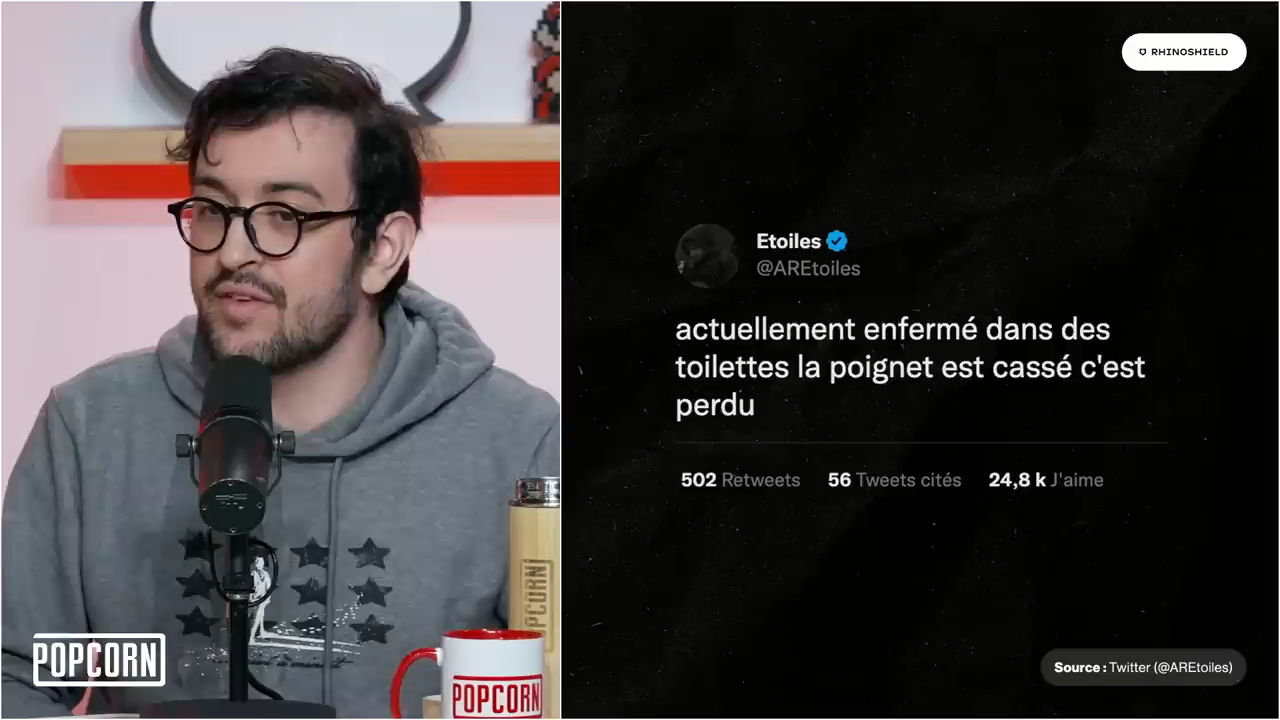 RHINOSHIELD
Etoiles
@AREtoiles
actuellement enfermé dans des
toilettes la poignet est cassé c'est
perdu
502 Retweets 56 Tweets cités 24,8 k J'aime
POPCORN!
POPCORN
POPCORN
Source : Twitter (@AREtoiles)